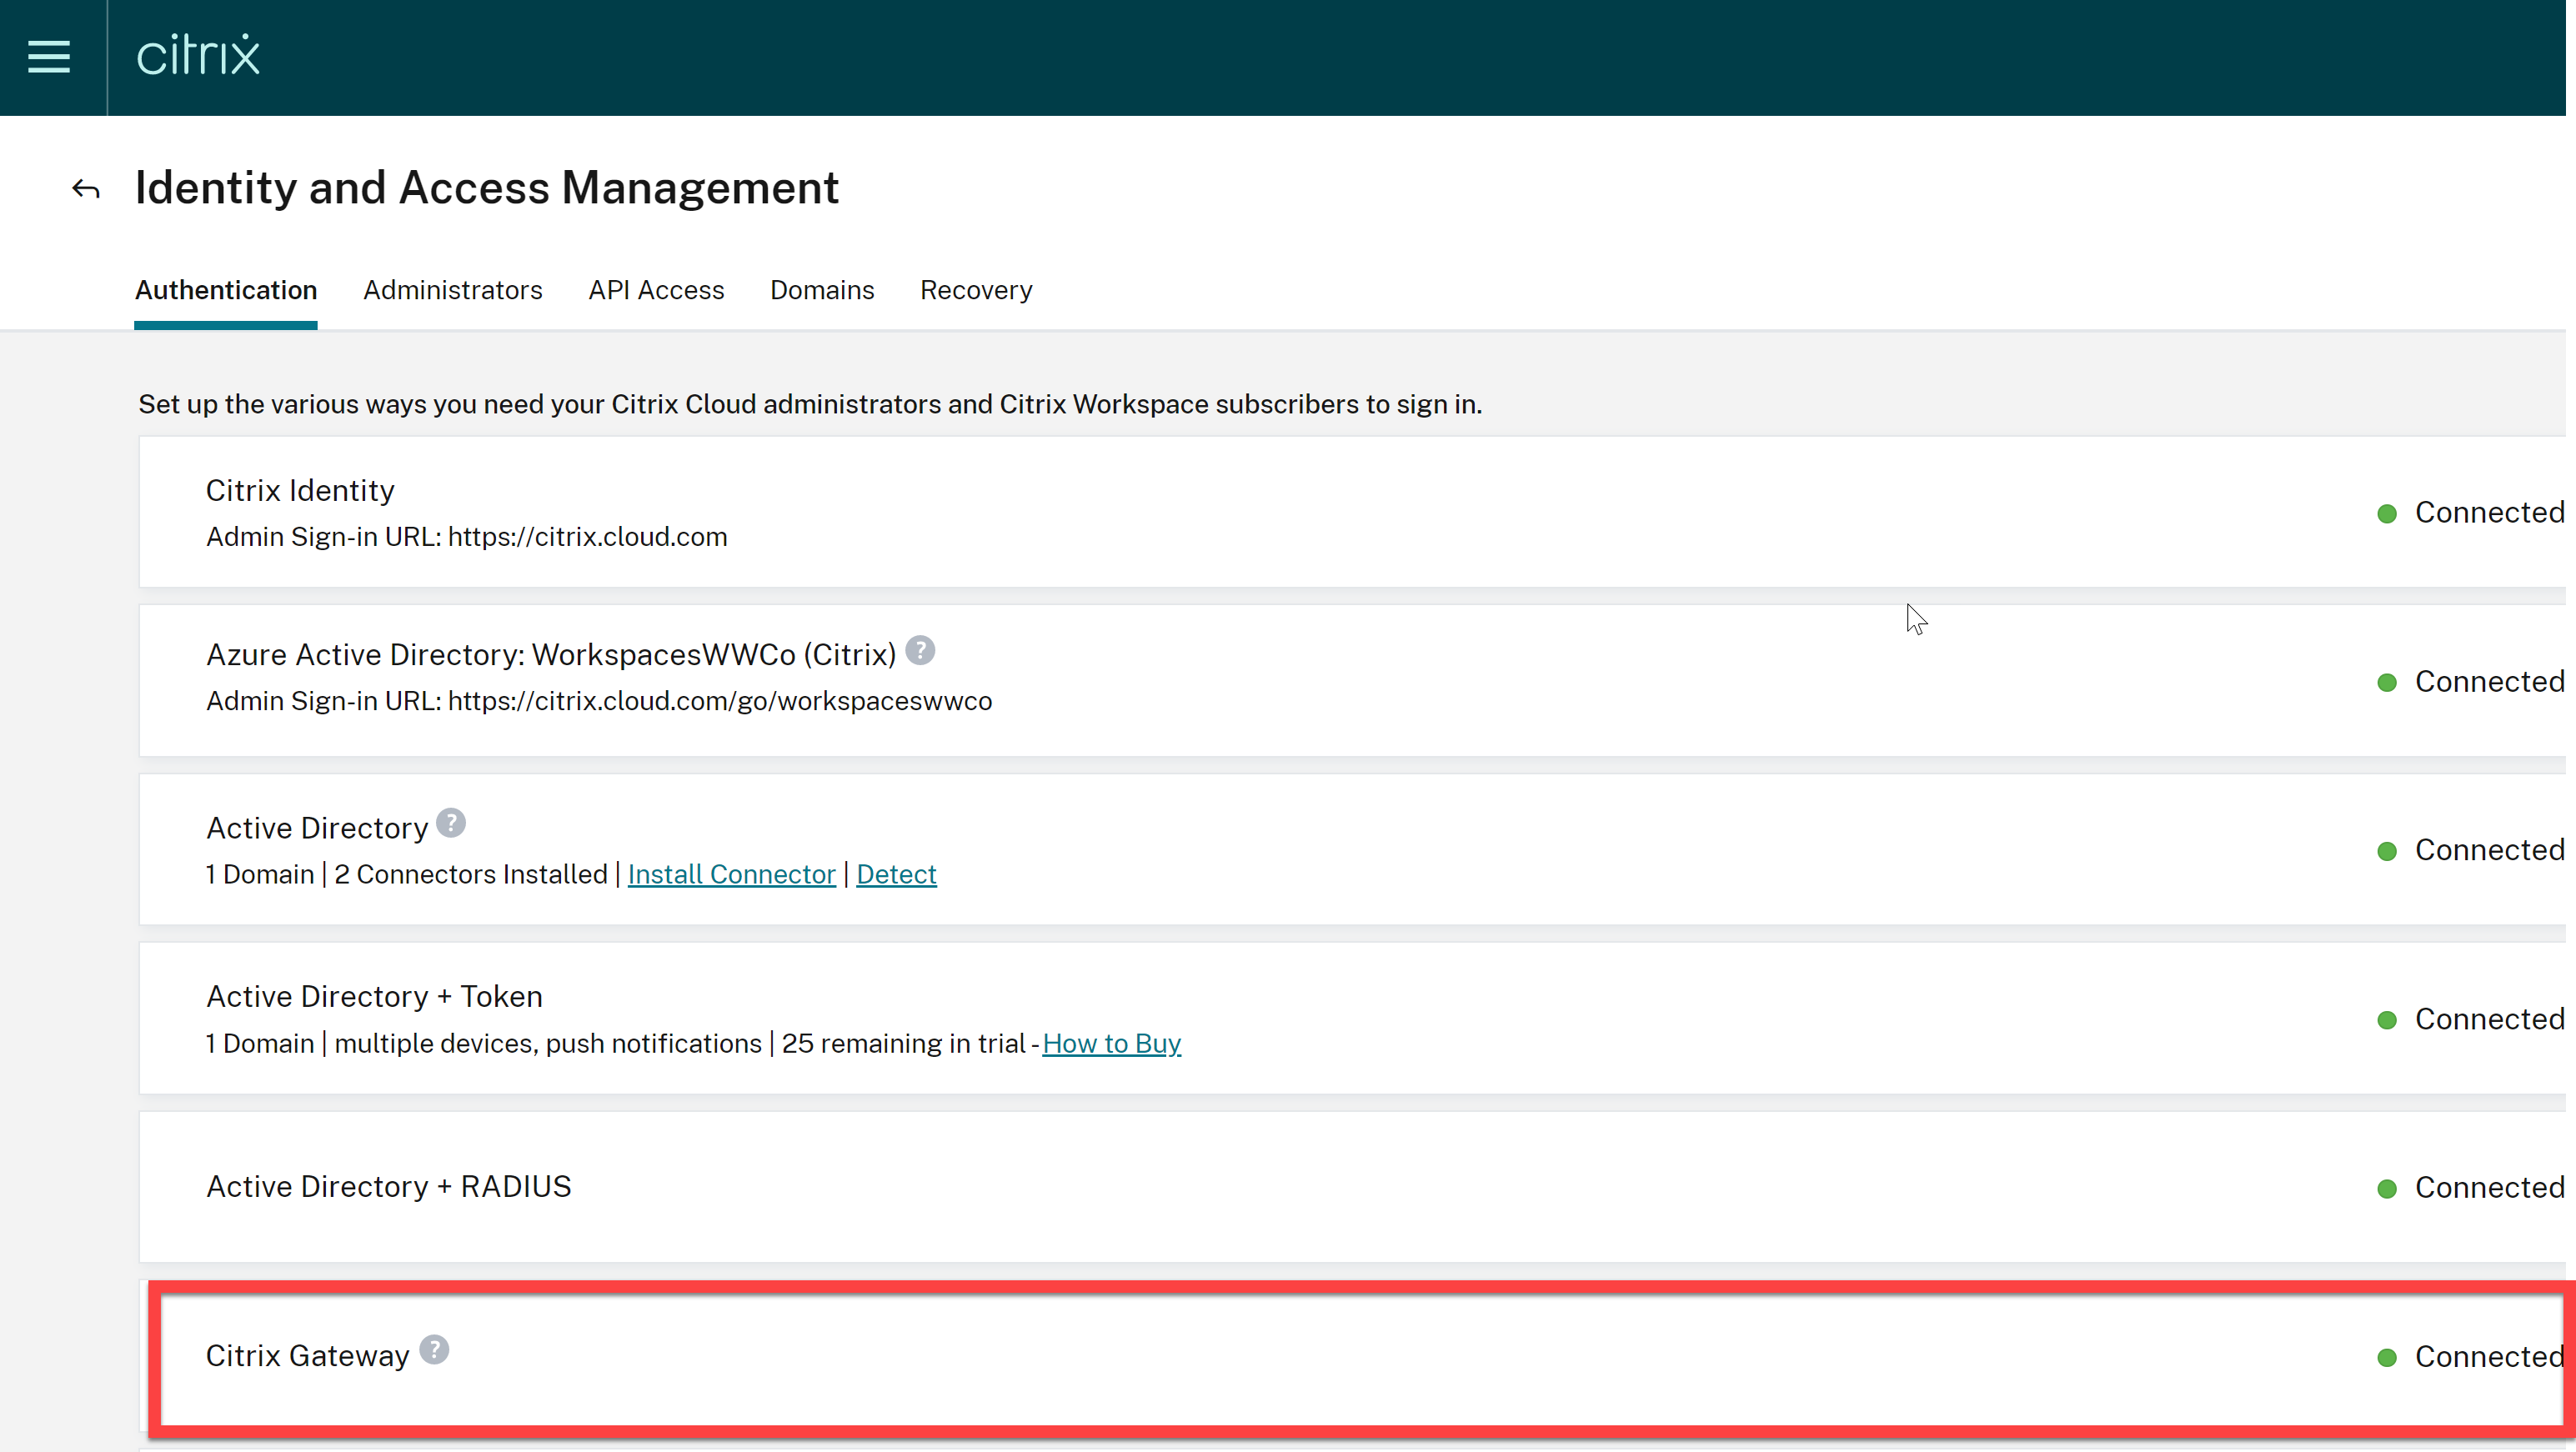 citrix
Identity and Access Management
Authentication Administrators API Access Domains Recovery
Set up the various ways you need your Citrix Cloud administrators and Citrix Workspace subscribers to sign in.
Citrix Identity
Admin Sign-in URL: https://citrix.cloud.com
Connected
Azure Active Directory: WorkspacesWWCo (Citrix) ?
Admin Sign-in URL: https://citrix.cloud.com/go/workspaceswwco
Connected
Active Directory ?
1 Domain | 2 Connectors Installed | Install Connector | Detect
Connected
Active Directory + Token
1 Domain | multiple devices, push notifications | 25 remaining in trial - How to Buy
Connected
Active Directory + RADIUS
Connected
Citrix Gateway ?
Connected